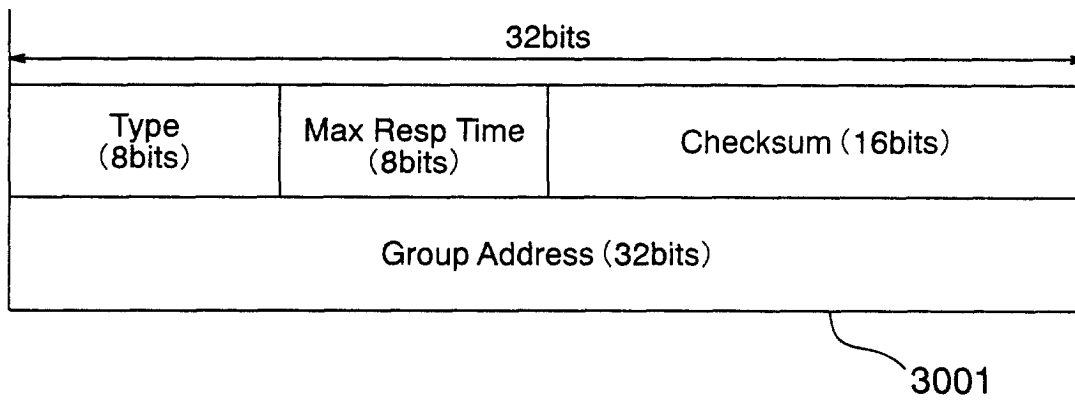 32bits
Type
(8bits)
Max Resp Time
(8bits)
Checksum (16bits)
Group Address (32bits)
3001